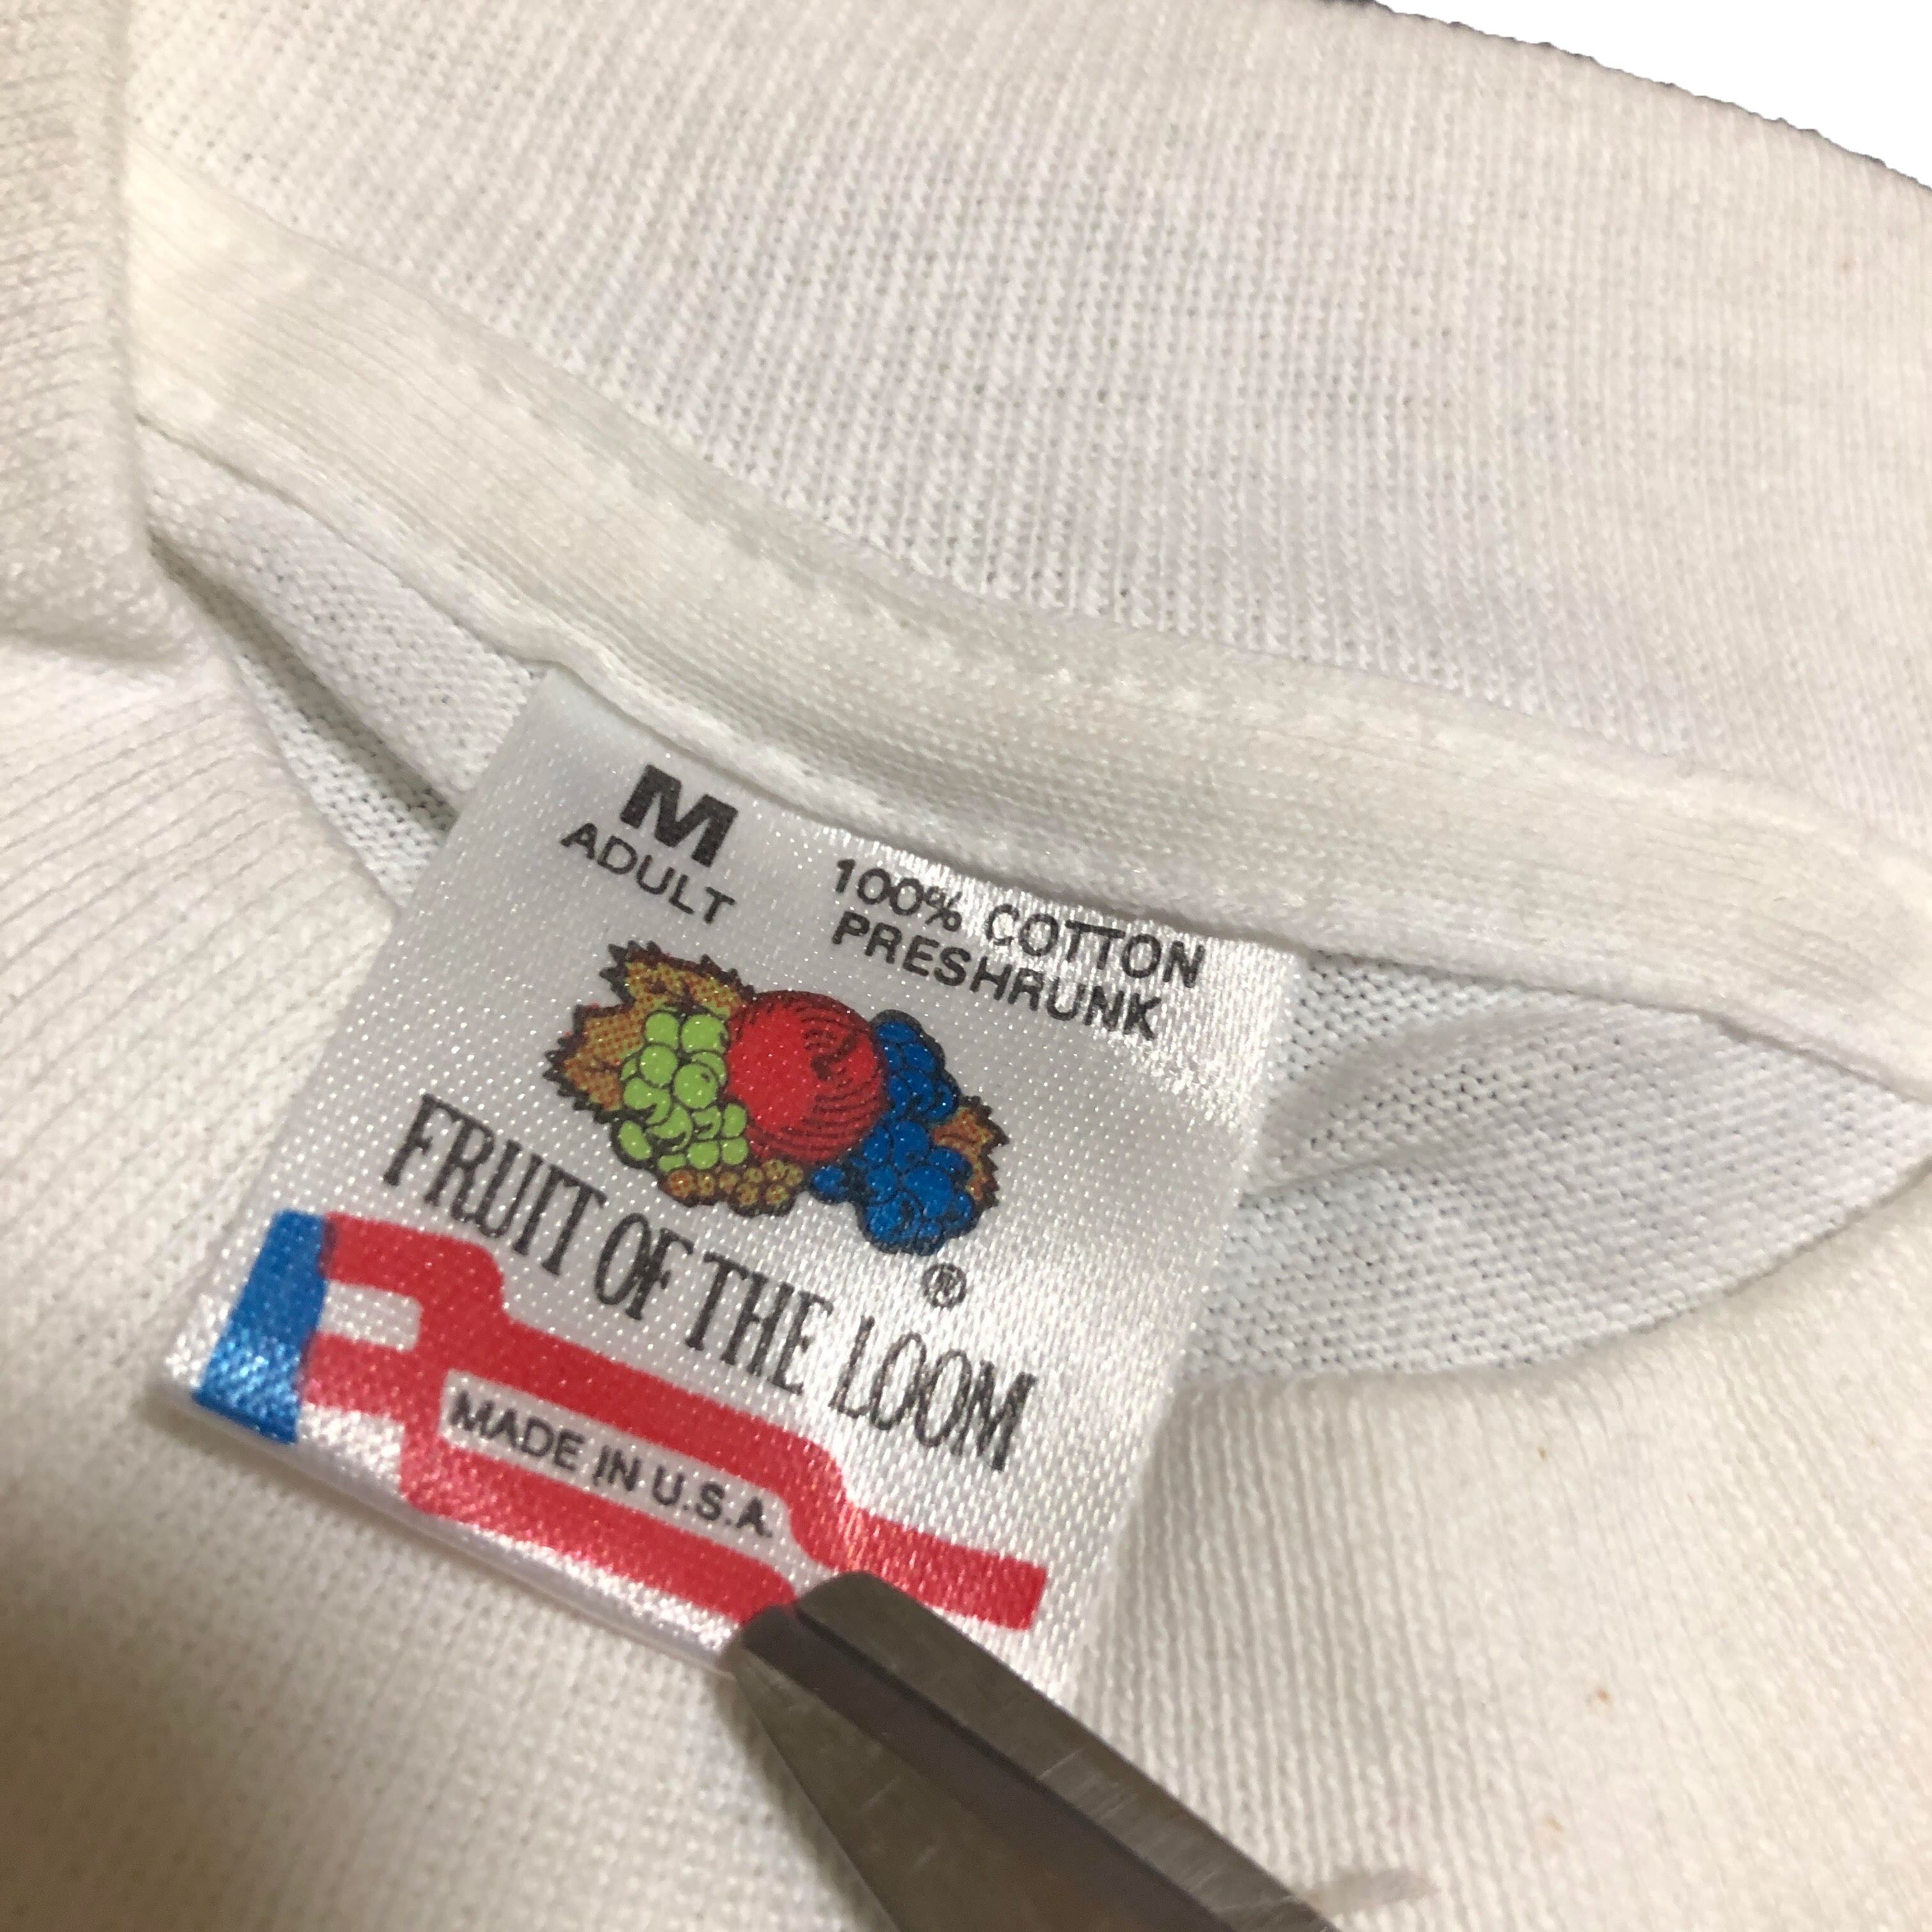 M
ADULT
100% COTTON
PRESHRUNK
FRUIT OF THE LOOM
®
MADE IN U.S.A.